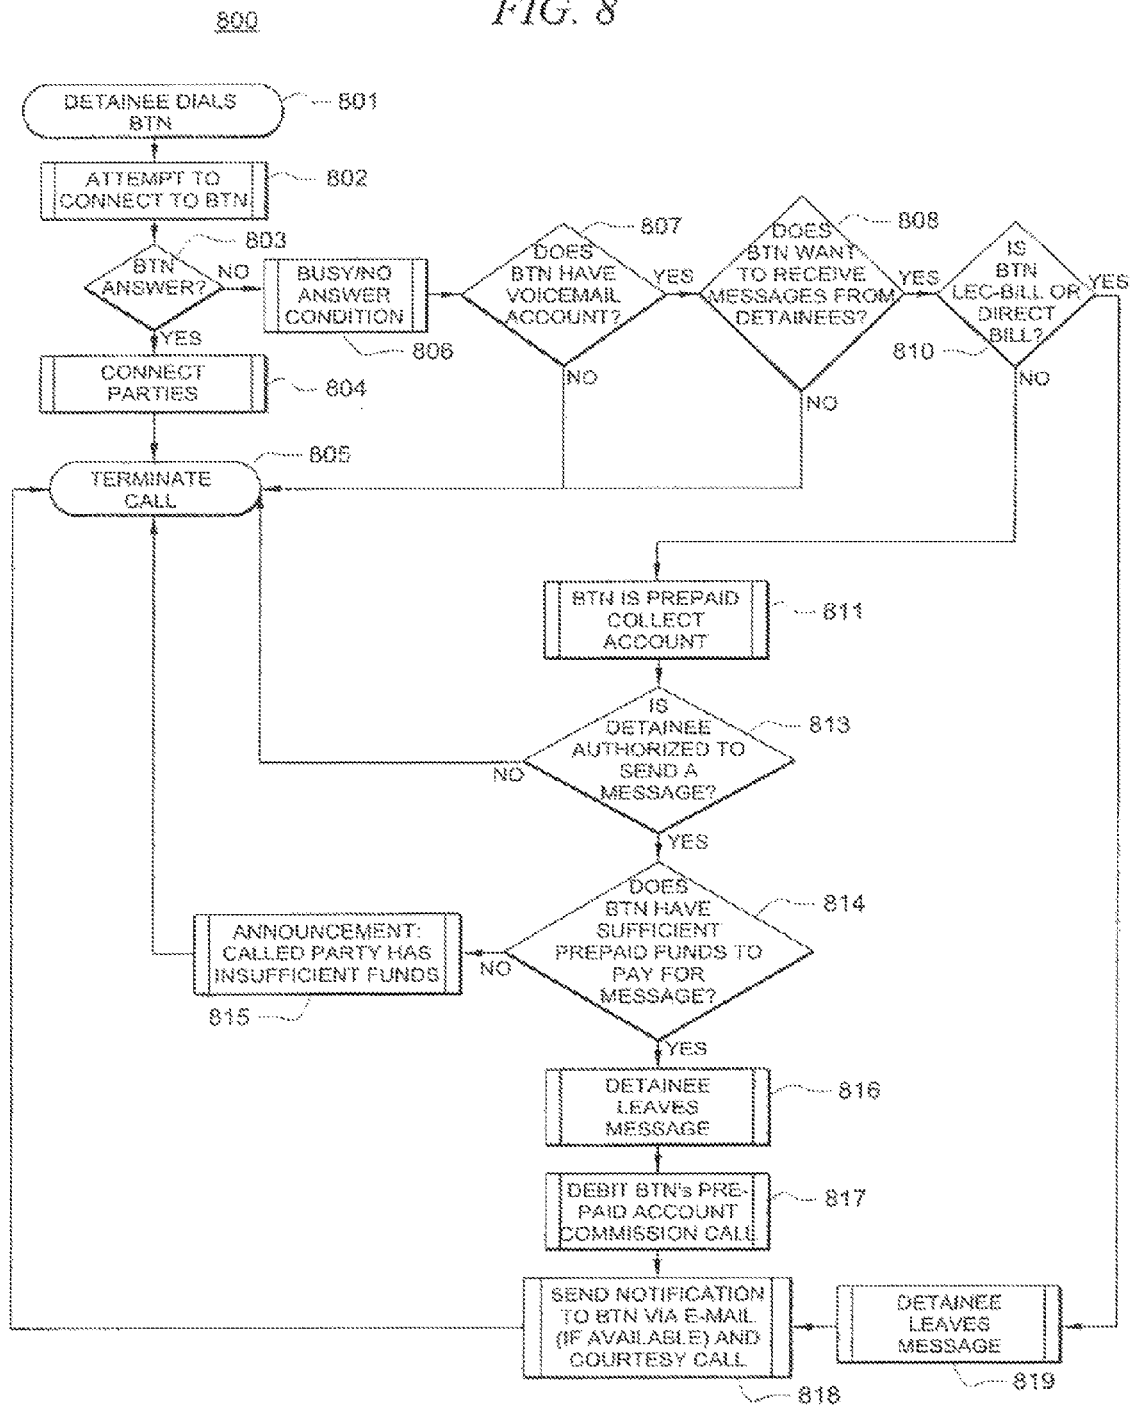 800
FIG. 8
DETAINEE DIALS
BTN
801
ATTEMPT TO
CONNECT TO BTN
802
BTN
ANSWER?
803
NO
YES
CONNECT
PARTIES
804
TERMINATE
CALL
805
BUSY/NO
ANSWER
CONDITION
806
DOES
BTN HAVE
VOICEMAIL
ACCOUNT?
807
YES
NO
DOES
BTN WANT
TO RECEIVE
MESSAGES FROM
DETAINEES?
808
YES
NO
IS
BTN
LEC-BILL OR
DIRECT
BILL?
810
YES
NO
BTN IS PREPAID
COLLECT
ACCOUNT
811
IS
DETAINEE
AUTHORIZED TO
SEND A
MESSAGE?
813
NO
YES
DOES
BTN HAVE
SUFFICIENT
PREPAID FUNDS TO
PAY FOR
MESSAGE?
814
NO
YES
ANNOUNCEMENT:
CALLED PARTY HAS
INSUFFICIENT FUNDS
815
DETAINEE
LEAVES
MESSAGE
816
DEBIT BTN's PRE-
PAID ACCOUNT
COMMISSION CALL
817
SEND NOTIFICATION
TO BTN VIA E-MAIL
(IF AVAILABLE) AND
COURTESY CALL
818
DETAINEE
LEAVES
MESSAGE
819